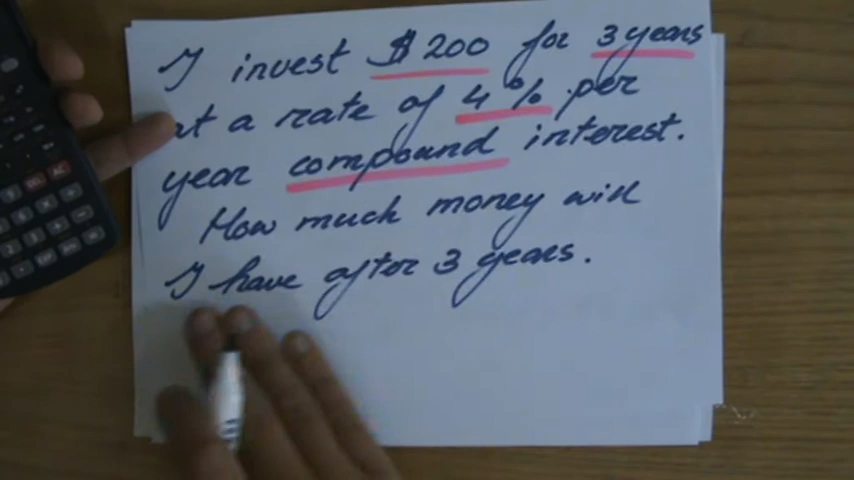 I invest $200 for 3 years
at a rate of 4% per
year compound interest.
How much money will
I have after 3 years.